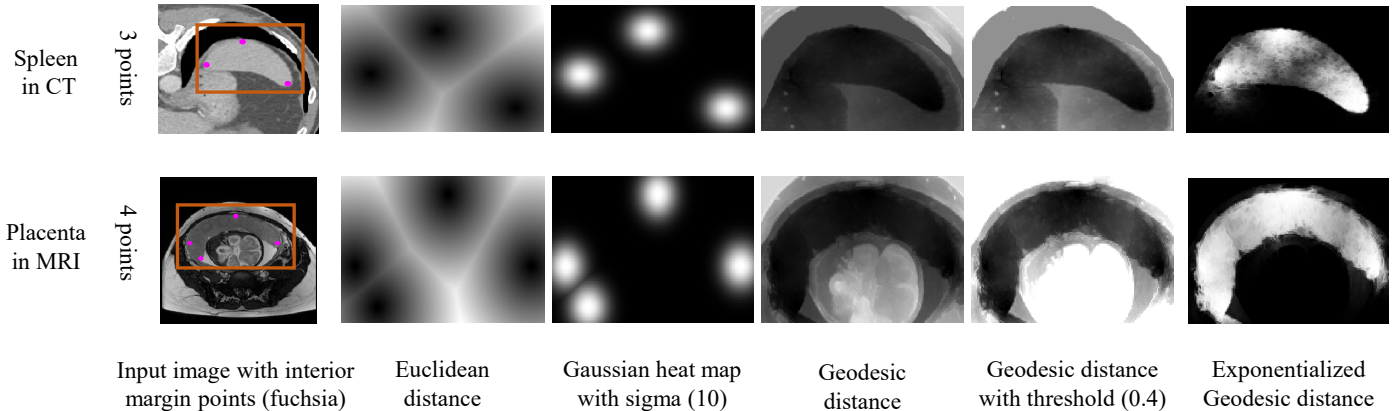 Spleen
in CT
3 points
Placenta
in MRI
4 points
Input image with interior
margin points (fuchsia)
Euclidean
distance
Gaussian heat map
with sigma (10)
Geodesic
distance
Geodesic distance
with threshold (0.4)
Exponentialized
Geodesic distance